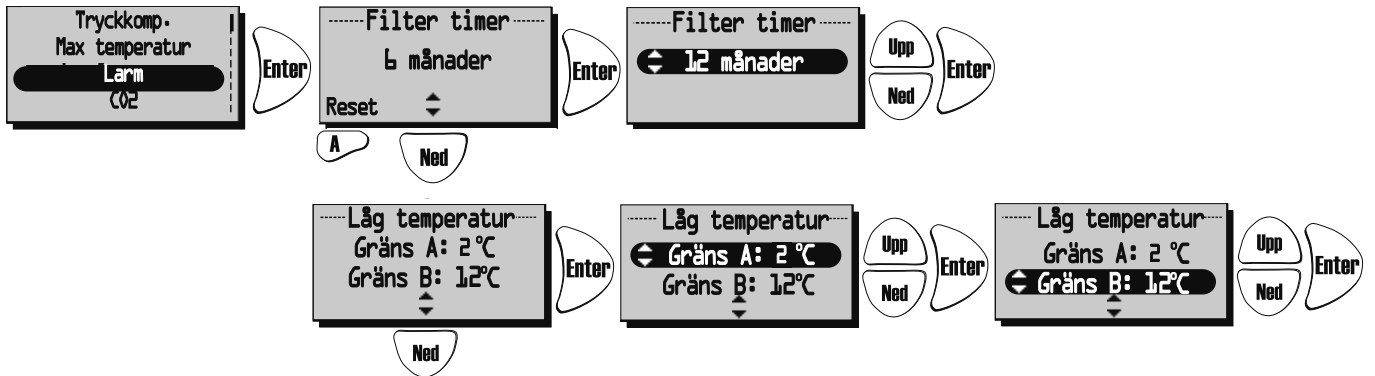 Tryckkomp.
Max temperatur
Larm
CO2
Enter
Filter timer
6 månader
Reset
A
Ned
Enter
Filter timer
12 månader
Upp
Ned
Enter
Låg temperatur
Gräns A: 2 °C
Gräns B: 12°C
Ned
Enter
Låg temperatur
Gräns A: 2 °C
Gräns B: 12°C
Upp
Ned
Enter
Låg temperatur
Gräns A: 2 °C
Gräns B: 12°C
Upp
Ned
Enter